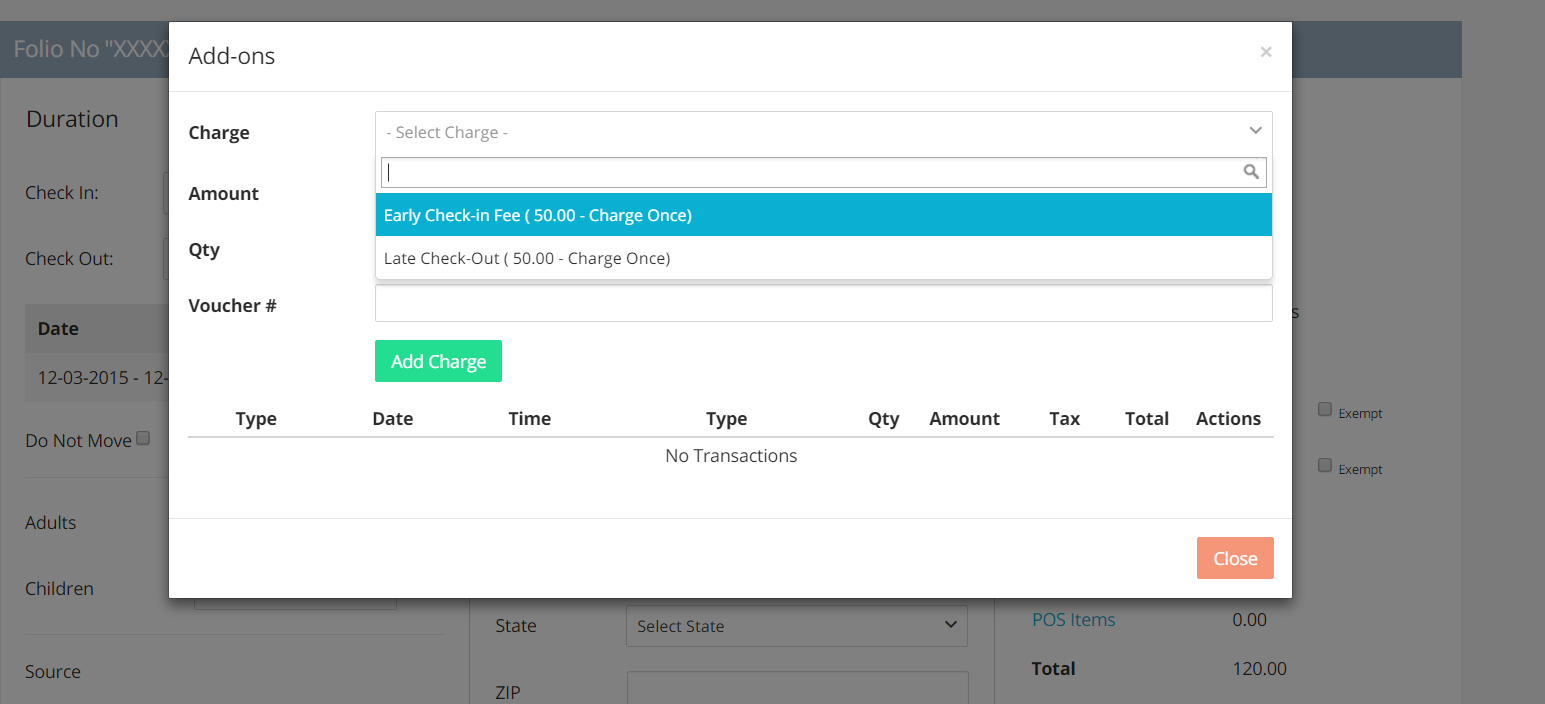 Folio No "XXXX
Add-ons
×
Duration
Charge
- Select Charge -
Check In:
Amount
Early Check-in Fee ( 50.00 - Charge Once)
Qty
Late Check-Out ( 50.00 - Charge Once)
Check Out:
Voucher #
Date
Add Charge
12-03-2015 - 12-
Type Date Time Type Qty Amount Tax Total Actions
Exempt
Do Not Move
No Transactions
Exempt
Adults
Close
Children
State
Select State
POS Items 0.00
Source
Total 120.00
ZIP